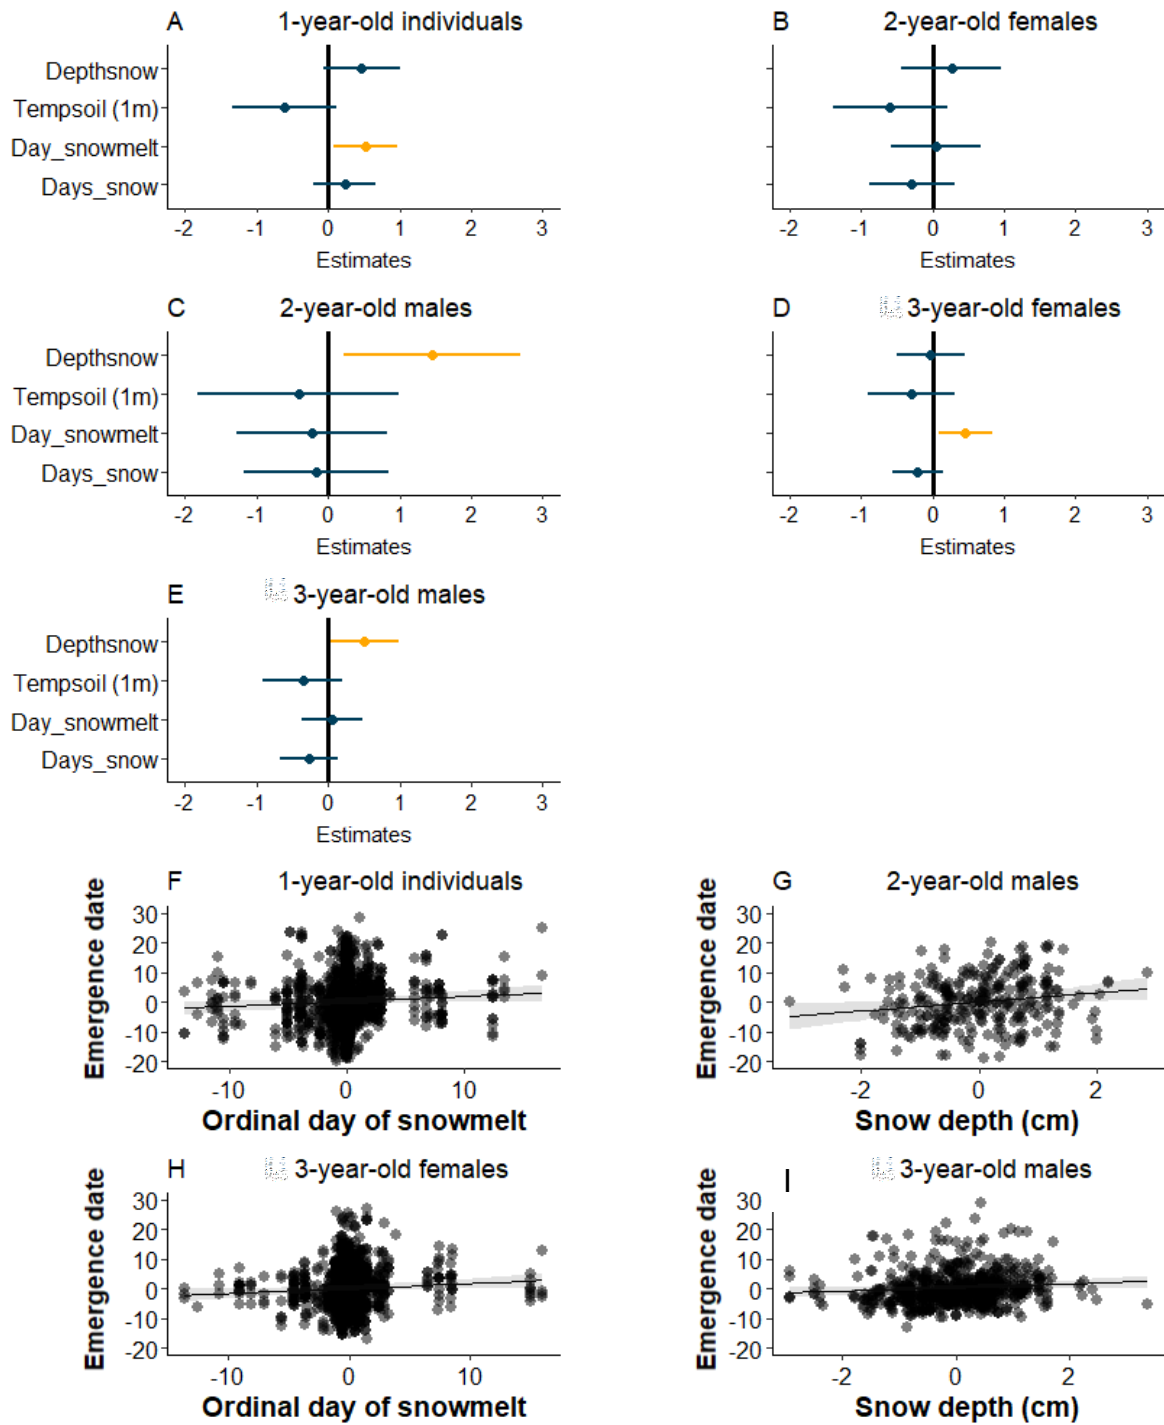 A 1-year-old individuals
Depthsnow
Tempsoil (1m)
Day_snowmelt
Days_snow
-2 -1 0 1 2 3
Estimates
B 2-year-old females
-2 -1 0 1 2 3
Estimates
C 2-year-old males
Depthsnow
Tempsoil (1m)
Day_snowmelt
Days_snow
-2 -1 0 1 2 3
Estimates
D 3-year-old females
-2 -1 0 1 2 3
Estimates
E 3-year-old males
Depthsnow
Tempsoil (1m)
Day_snowmelt
Days_snow
-2 -1 0 1 2 3
Estimates
F 1-year-old individuals
Emergence date
30
20
10
0
-10
-20
-10 0 10
Ordinal day of snowmelt
G 2-year-old males
Emergence date
30
20
10
0
-10
-20
-2 0 2
Snow depth (cm)
H 3-year-old females
Emergence date
30
20
10
0
-10
-20
-10 0 10
Ordinal day of snowmelt
I 3-year-old males
Emergence date
30
20
10
0
-10
-20
-2 0 2
Snow depth (cm)